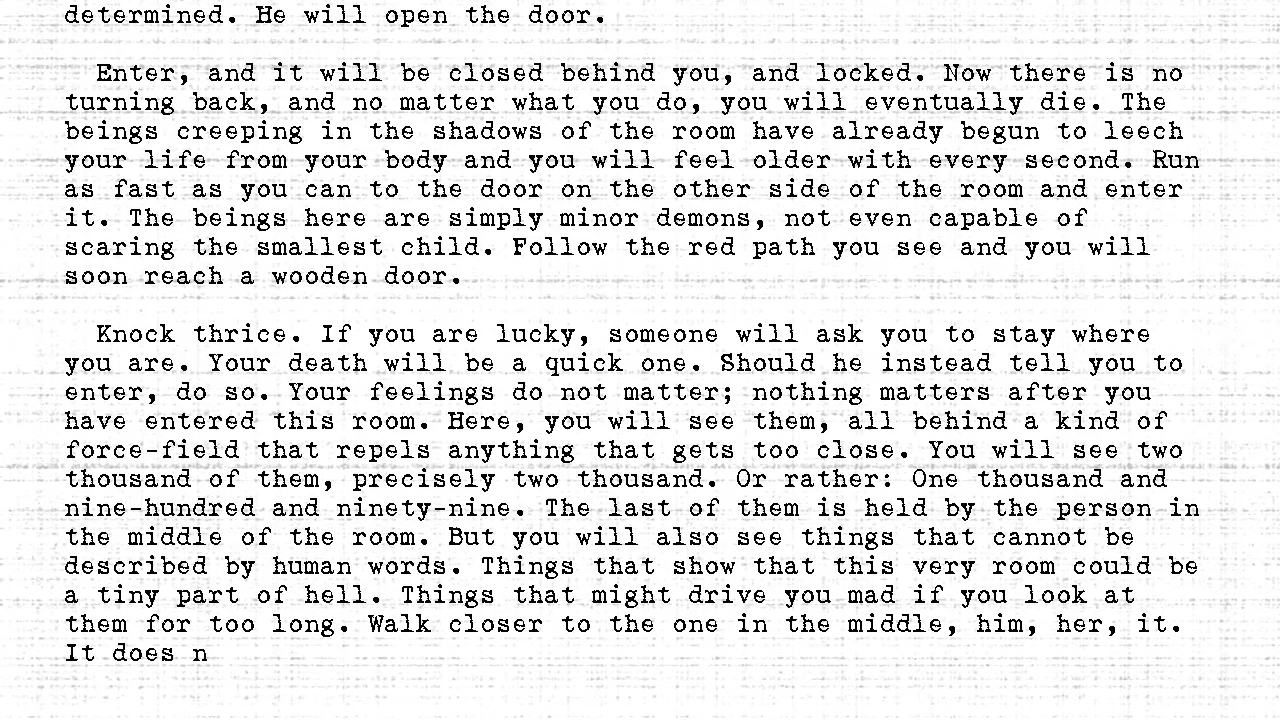 determined. He will open the door.
Enter, and it will be closed behind you, and locked. Now there is no
turning back, and no matter what you do, you will eventually die. The
beings creeping in the shadows of the room have already begun to leech
your life from your body and you will feel older with every second. Run
as fast as you can to the door on the other side of the room and enter
it. The beings here are simply minor demons, not even capable of
scaring the smallest child. Follow the red path you see and you will
soon reach a wooden door.
Knock thrice. If you are lucky, someone will ask you to stay where
you are. Your death will be a quick one. Should he instead tell you to
enter, do so. Your feelings do not matter; nothing matters after you
have entered this room. Here, you will see them, all behind a kind of
force-field that repels anything that gets too close. You will see two
thousand of them, precisely two thousand. Or rather: One thousand and
nine-hundred and ninety-nine. The last of them is held by the person in
the middle of the room. But you will also see things that cannot be
described by human words. Things that show that this very room could be
a tiny part of hell. Things that might drive you mad if you look at
them for too long. Walk closer to the one in the middle, him, her, it.
It does n